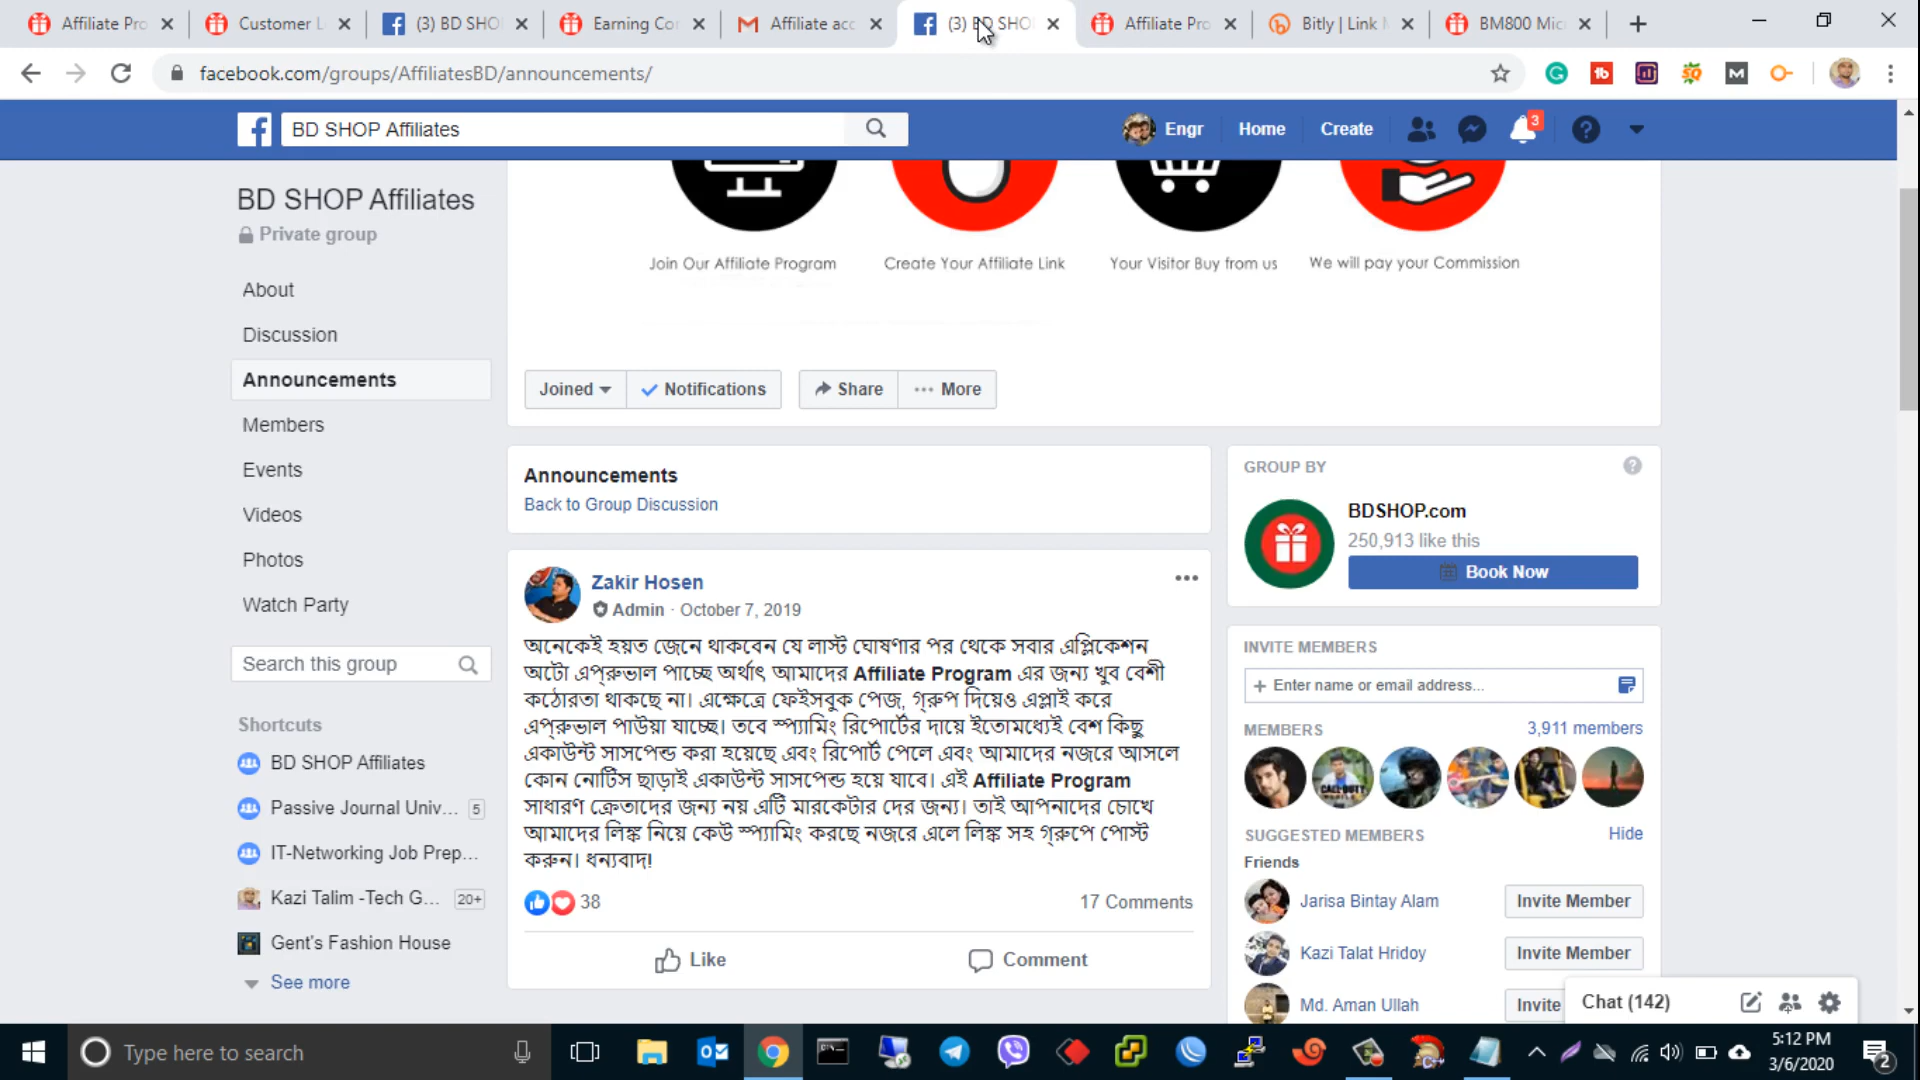 Affiliate Pro
Customer L
(3) BD SHO
Earning Co
Affiliate acc
(3) BD SHO
Affiliate Pro
Bitly | Link M
BM800 Mic
facebook.com/groups/AffiliatesBD/announcements/
BD SHOP Affiliates
Engr
Home
Create
3
BD SHOP Affiliates
Private group
About
Discussion
Announcements
Members
Events
Videos
Photos
Watch Party
Search this group
Shortcuts
BD SHOP Affiliates
Passive Journal Univ... 5
IT-Networking Job Prep...
Kazi Talim -Tech G... 20+
Gent's Fashion House
See more
Join Our Affiliate Program
Create Your Affiliate Link
Your Visitor Buy from us
We will pay your Commission
Joined
Notifications
Share
More
Announcements
Back to Group Discussion
Zakir Hosen
Admin · October 7, 2019
অনেকেই হয়ত জেনে থাকবেন যে লাস্ট ঘোষণার পর থেকে সবার এপ্লিকেশন
অটো এপ্রুভাল পাচ্ছে অর্থাৎ আমাদের Affiliate Program এর জন্য খুব বেশী
কঠোরতা থাকছে না। এক্ষেত্রে ফেইসবুক পেজ, গ্রুপ দিয়েও এপ্লাই করে
এপ্রুভাল পাওয়া যাচ্ছে। তবে স্প্যামিং রিপোর্টের দায়ে ইতোমধ্যেই বেশ কিছু
একাউন্ট সাসপেন্ড করা হয়েছে এবং রিপোর্ট পেলে এবং আমাদের নজরে আসলে
কোন নোটিস ছাড়াই একাউন্ট সাসপেন্ড হয়ে যাবে। এই Affiliate Program
সাধারণ ক্রেতাদের জন্য নয় এটি মারকেটার দের জন্য। তাই আপনাদের চোখে
আমাদের লিঙ্ক নিয়ে কেউ স্প্যামিং করছে নজরে এলে লিঙ্ক সহ গ্রুপে পোস্ট
করুন। ধন্যবাদ!
38
17 Comments
Like
Comment
GROUP BY
BDSHOP.com
250,913 like this
Book Now
INVITE MEMBERS
+ Enter name or email address...
MEMBERS
3,911 members
SUGGESTED MEMBERS
Hide
Friends
Jarisa Bintay Alam
Invite Member
Kazi Talat Hridoy
Invite Member
Md. Aman Ullah
Invite
Chat (142)
Type here to search
5:12 PM
3/6/2020
2